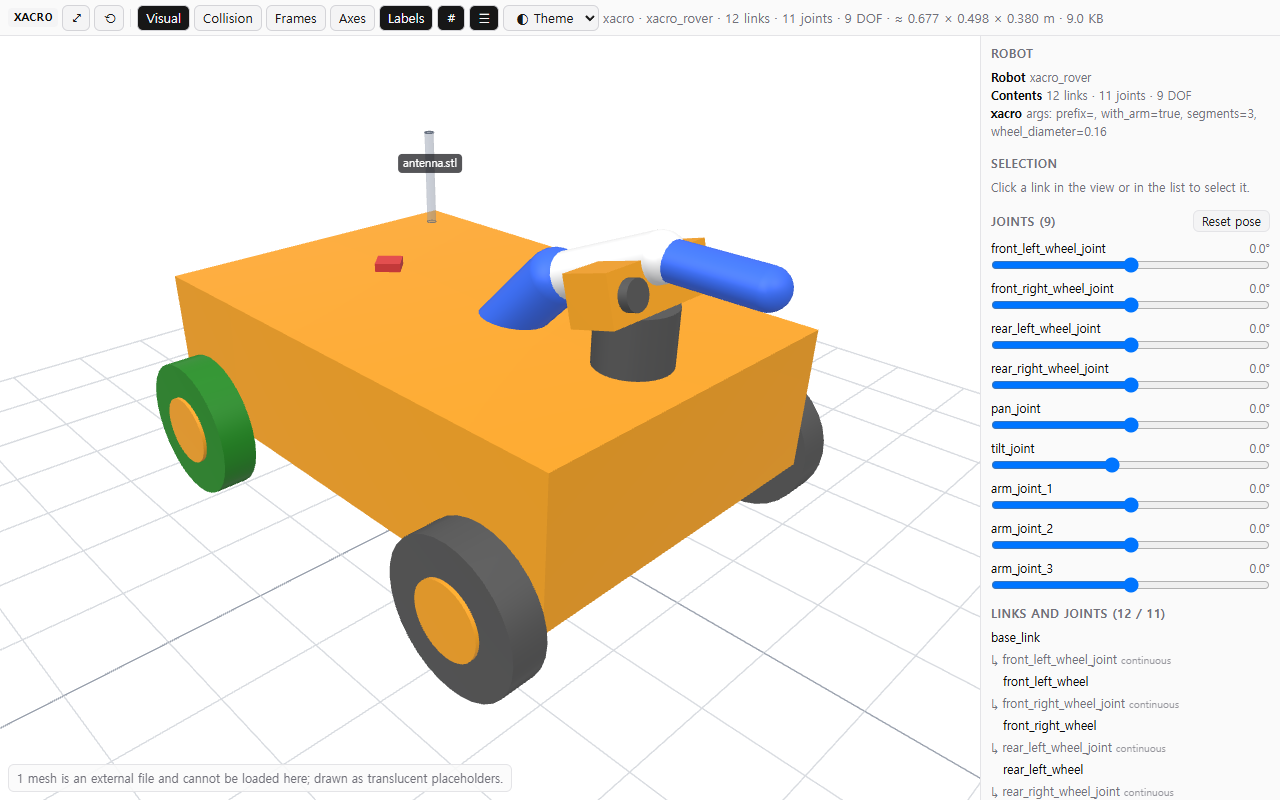 XACRO
Visual
Collision
Frames
Axes
Labels
#
☰
Theme
xacro · xacro_rover · 12 links · 11 joints · 9 DOF · ≈ 0.677 × 0.498 × 0.380 m · 9.0 KB
antenna.stl
1 mesh is an external file and cannot be loaded here; drawn as translucent placeholders.
ROBOT
Robot xacro_rover
Contents 12 links · 11 joints · 9 DOF
xacro args: prefix=, with_arm=true, segments=3,
wheel_diameter=0.16
SELECTION
Click a link in the view or in the list to select it.
JOINTS (9)
Reset pose
front_left_wheel_joint 0.0°
front_right_wheel_joint 0.0°
rear_left_wheel_joint 0.0°
rear_right_wheel_joint 0.0°
pan_joint 0.0°
tilt_joint 0.0°
arm_joint_1 0.0°
arm_joint_2 0.0°
arm_joint_3 0.0°
LINKS AND JOINTS (12 / 11)
base_link
↳ front_left_wheel_joint continuous
front_left_wheel
↳ front_right_wheel_joint continuous
front_right_wheel
↳ rear_left_wheel_joint continuous
rear_left_wheel
↳ rear_right_wheel_joint continuous